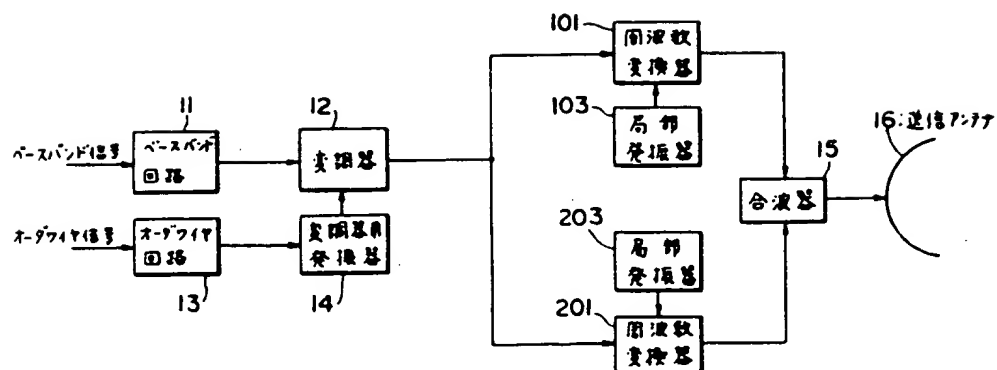 101
周波数
変換器
103
局部
発振器
11
12
ベースバンド信号
ベースバンド
回路
変調器
オーダワイヤ信号
オーダワイヤ
回路
変調器用
発振器
13
14
15
合波器
16:送信アンテナ
203
局部
発振器
201
周波数
変換器